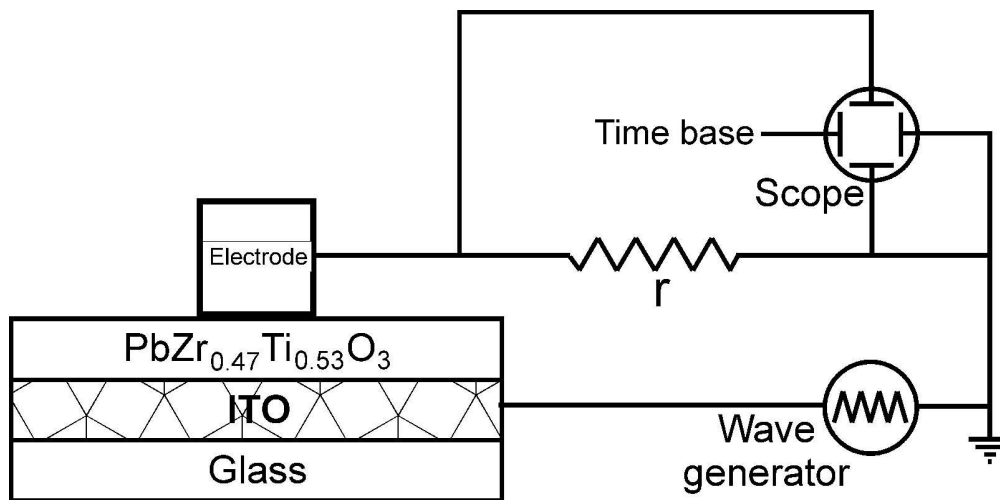 Time base
Scope
Electrode
r
PbZr₀.₄₇Ti₀.₅₃O₃
ITO
Wave
generator
Glass